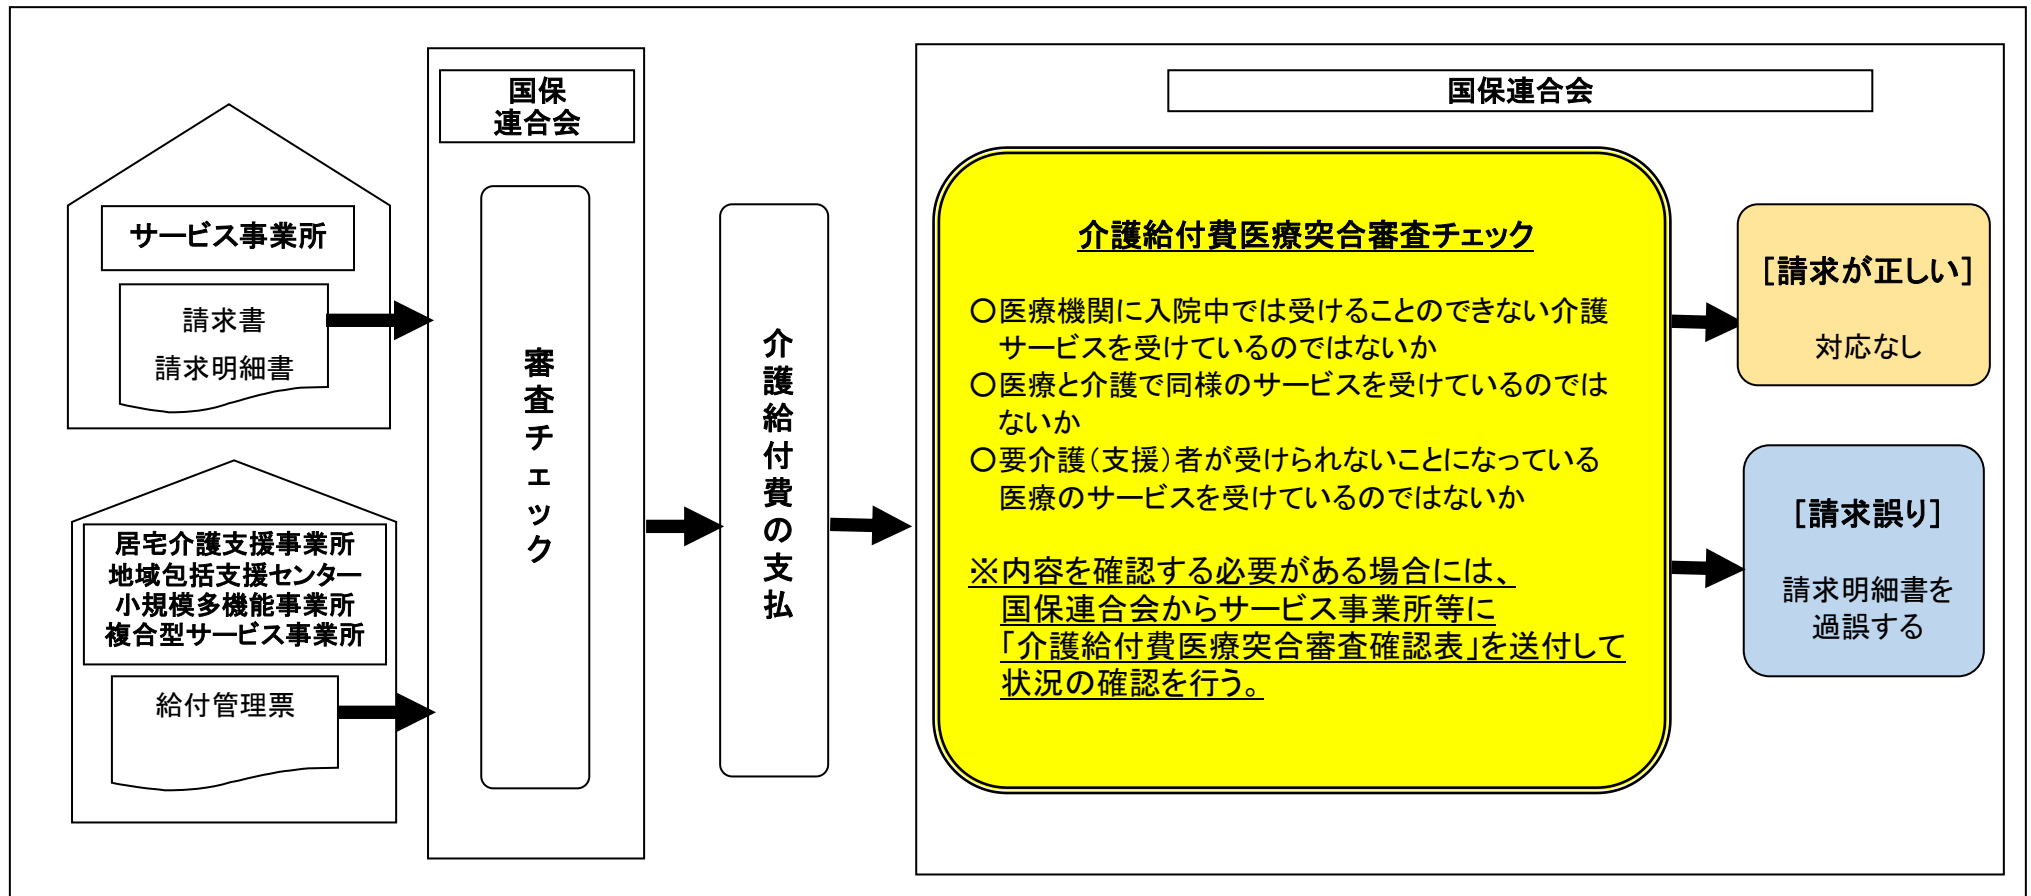 サービス事業所
請求書
請求明細書
居宅介護支援事業所
地域包括支援センター
小規模多機能事業所
複合型サービス事業所
給付管理票
国保
連合会
審査チェック
介護給付費の支払
国保連合会
介護給付費医療突合審査チェック
○医療機関に入院中では受けることのできない介護
サービスを受けているのではないか
○医療と介護で同様のサービスを受けているのでは
ないか
○要介護（支援）者が受けられないことになっている
医療のサービスを受けているのではないか
※内容を確認する必要がある場合には、
国保連合会からサービス事業所等に
「介護給付費医療突合審査確認表」を送付して
状況の確認を行う。
［請求が正しい］
対応なし
［請求誤り］
請求明細書を
過誤する